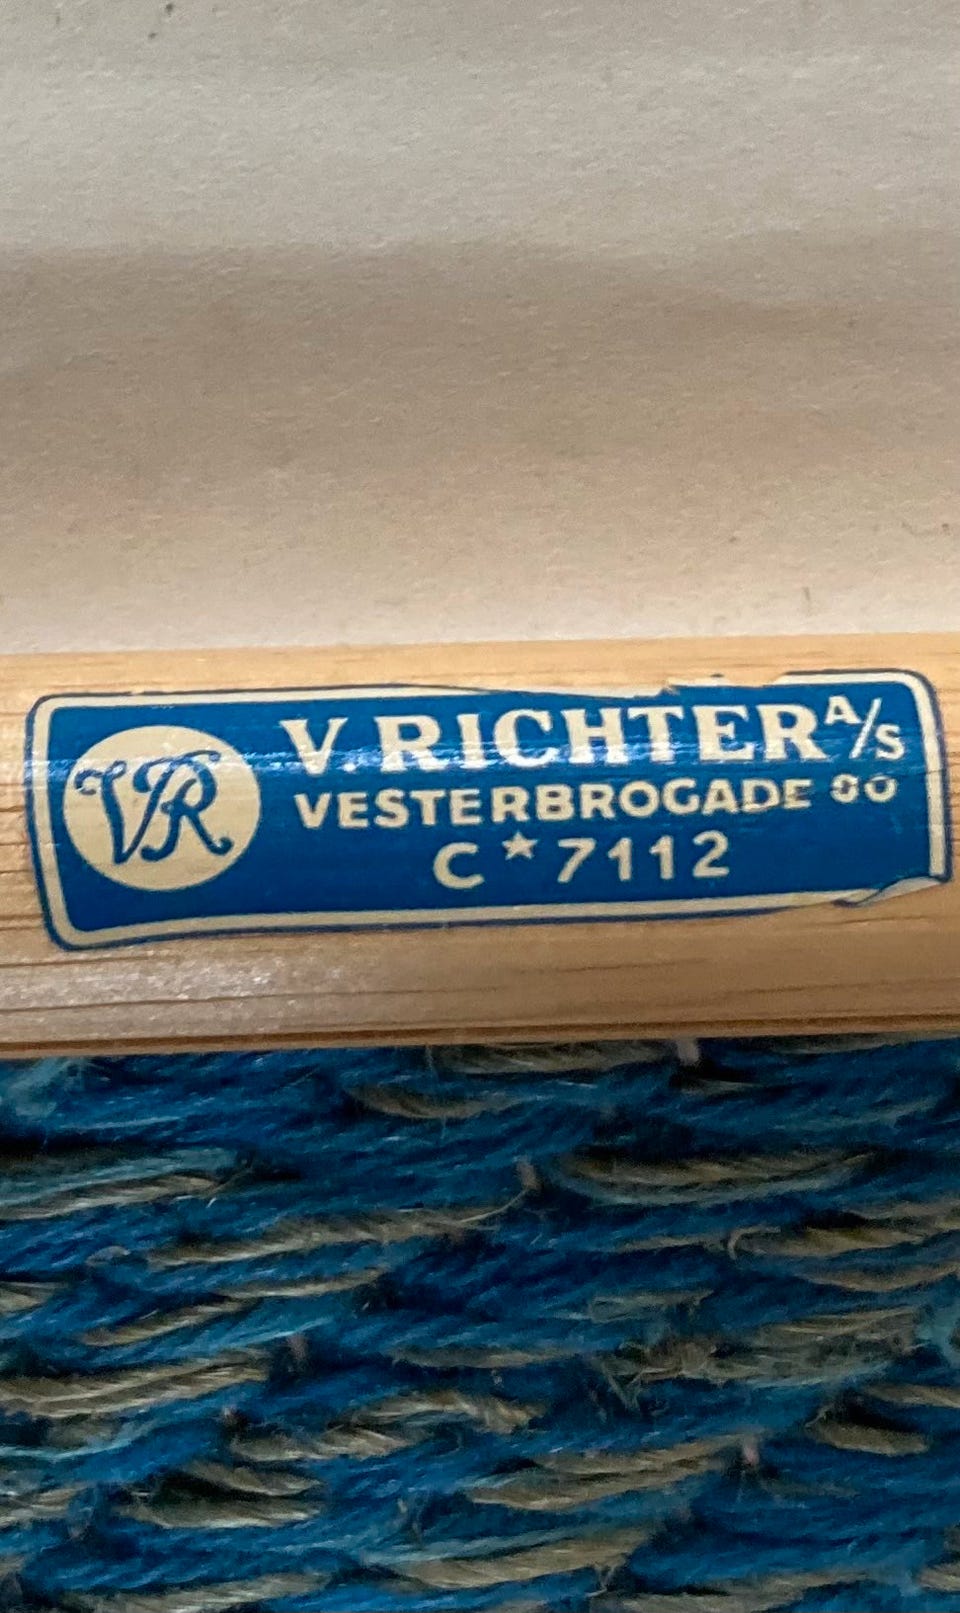 VR
V. RICHTER A/S
VESTERBROGADE
C★7112